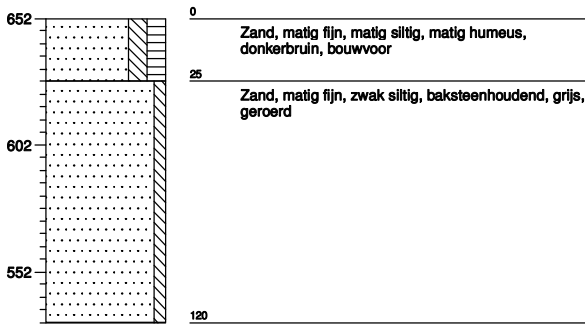 652
0
Zand, matig fijn, matig siltig, matig humeus,
donkerbruin, bouwvoor
25
Zand, matig fijn, zwak siltig, baksteenhoudend, grijs,
geroerd
602
552
120